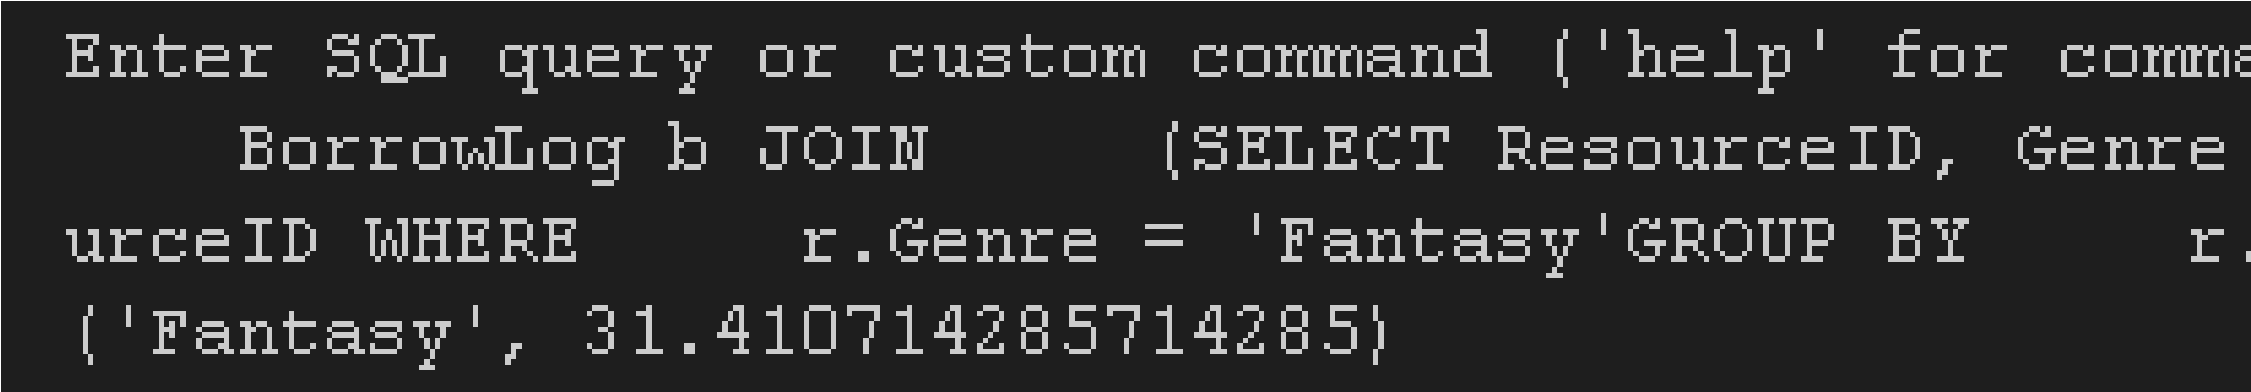 Enter SQL query or custom command ('help' for comma
BorrowLog b JOIN     (SELECT ResourceID, Genre
urceID WHERE     r.Genre = 'Fantasy'GROUP BY     r.
('Fantasy', 31.410714285714285)